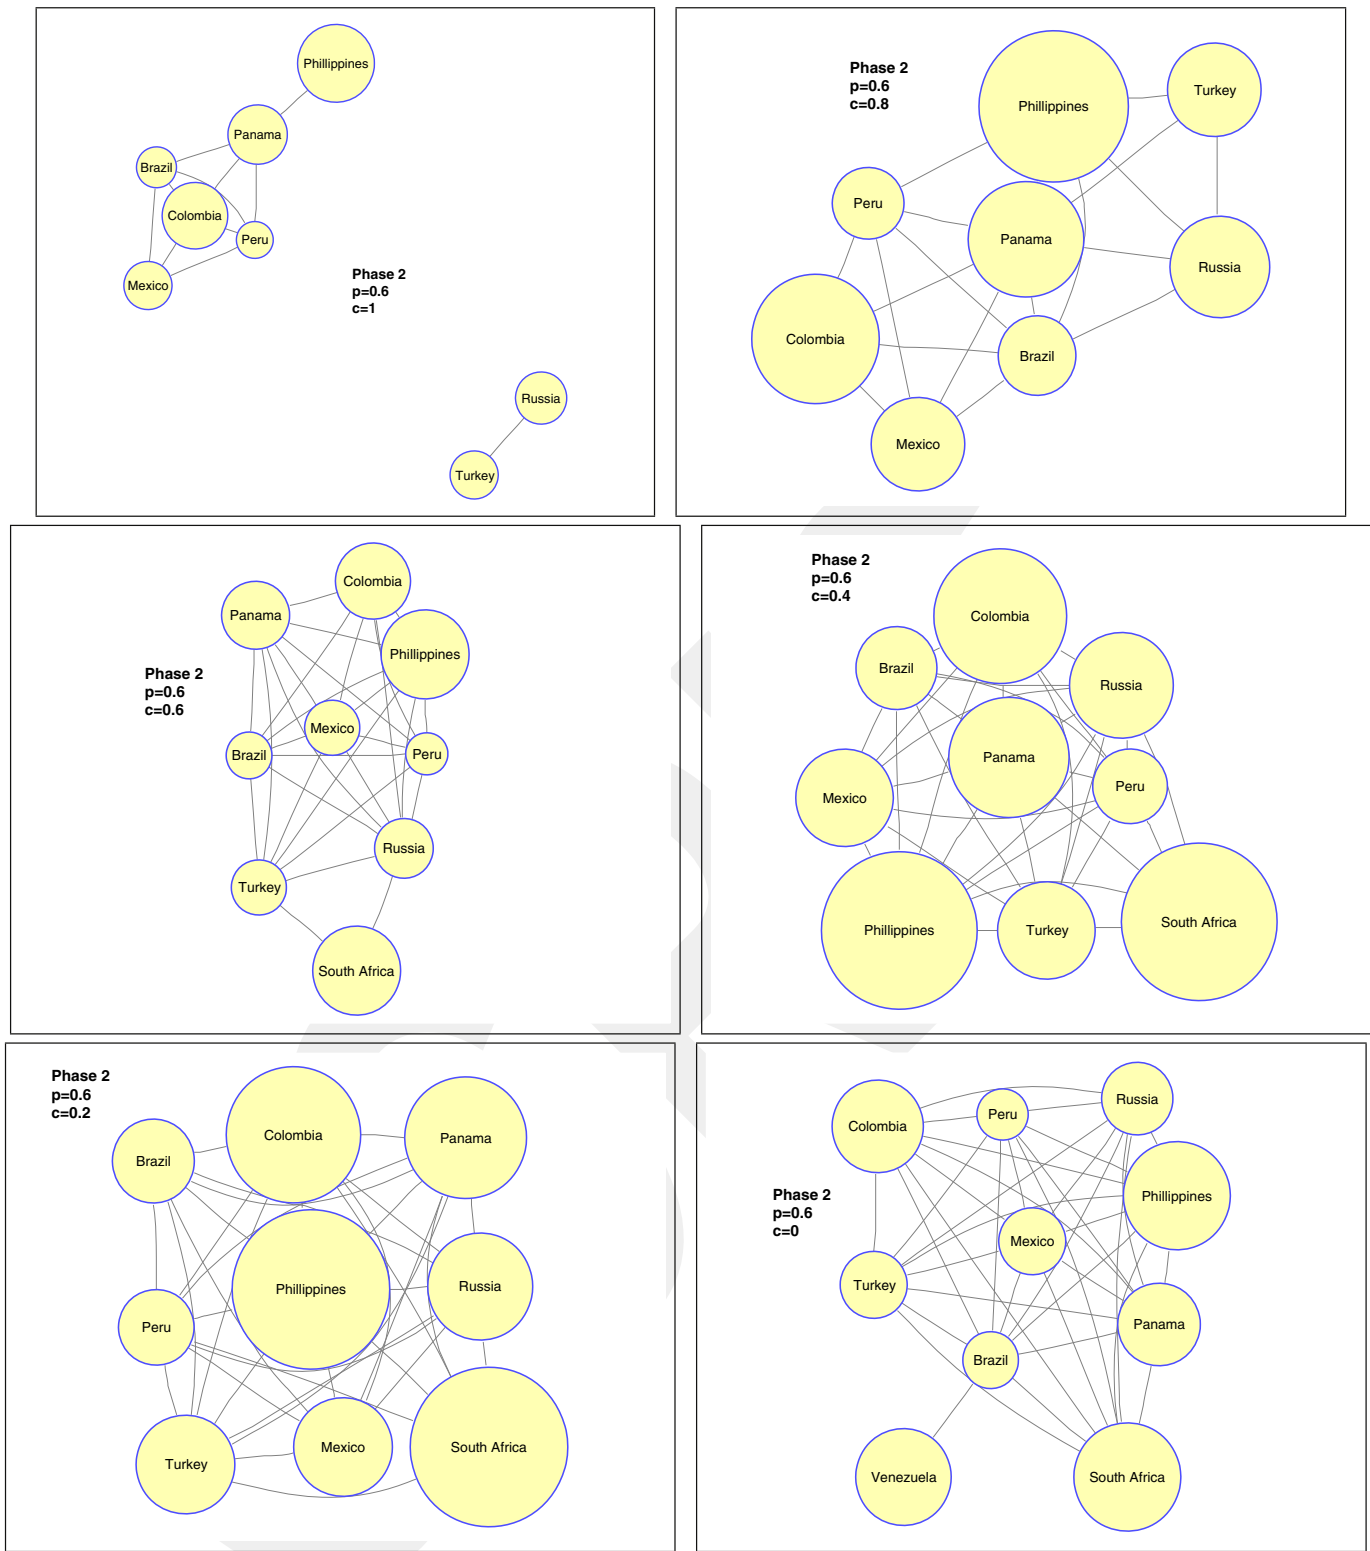 Phillippines
Panama
Brazil
Colombia
Peru
Mexico
Phase 2
p=0.6
c=1
Russia
Turkey
Phase 2
p=0.6
c=0.8
Phillippines
Turkey
Peru
Panama
Russia
Colombia
Brazil
Mexico
Colombia
Panama
Phillippines
Phase 2
p=0.6
c=0.6
Mexico
Brazil
Peru
Russia
Turkey
South Africa
Phase 2
p=0.6
c=0.4
Colombia
Brazil
Russia
Panama
Peru
Mexico
Phillippines
Turkey
South Africa
Phase 2
p=0.6
c=0.2
Colombia
Panama
Brazil
Phillippines
Russia
Peru
Mexico
South Africa
Turkey
Russia
Peru
Colombia
Phase 2
p=0.6
c=0
Phillippines
Mexico
Turkey
Panama
Brazil
Venezuela
South Africa